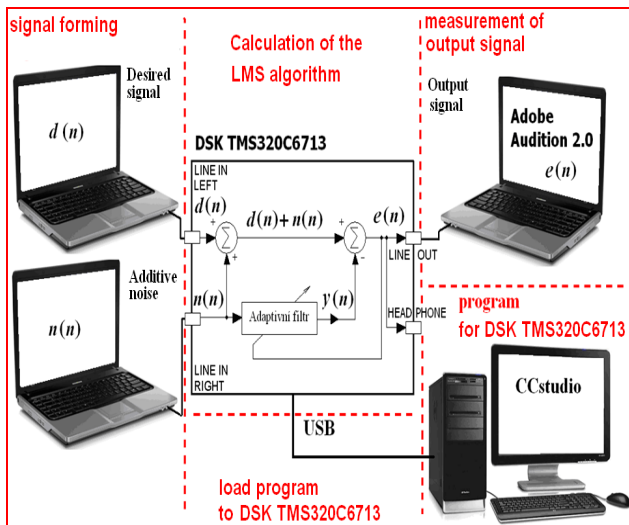 signal forming
Desired
signal
d(n)
Additive
noise
n(n)
Calculation of the
LMS algorithm
DSK TMS320C6713
LINE IN
LEFT
d(n)
+
Σ
+
d(n)+n(n)
+
Σ
-
e(n)
LINE OUT
n(n)
Adaptivní filtr
y(n)
HEAD PHONE
LINE IN
RIGHT
USB
load program
to DSK TMS320C6713
measurement of
output signal
Output
signal
Adobe
Audition 2.0
e(n)
program
for DSK TMS320C6713
CCstudio